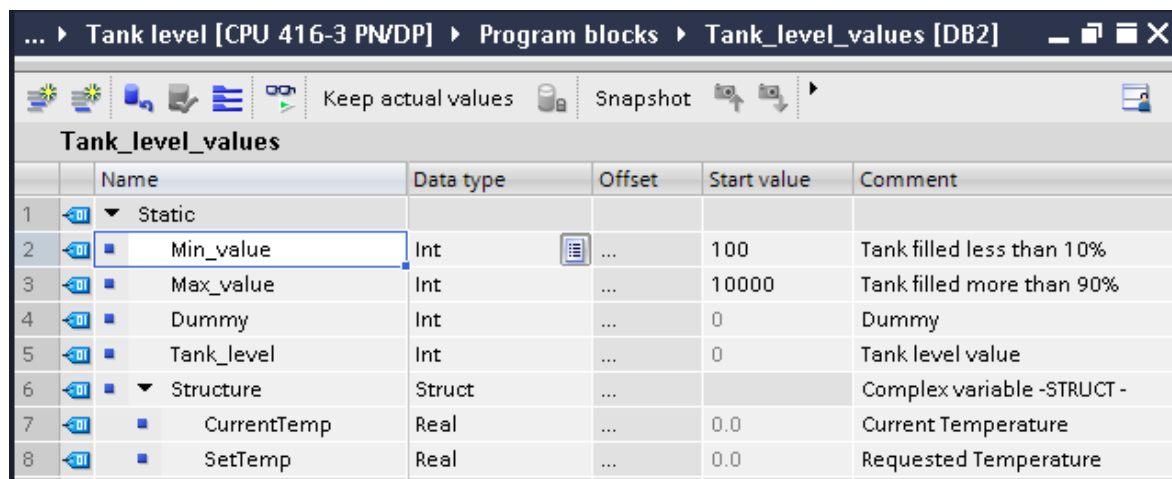 ... ▸ Tank level [CPU 416-3 PN/DP] ▸ Program blocks ▸ Tank_level_values [DB2]
Keep actual values Snapshot
Tank_level_values
Name Data type Offset Start value Comment
1 Static
2 Min_value Int ... 100 Tank filled less than 10%
3 Max_value Int ... 10000 Tank filled more than 90%
4 Dummy Int ... 0 Dummy
5 Tank_level Int ... 0 Tank level value
6 Structure Struct ... Complex variable -STRUCT -
7 CurrentTemp Real ... 0.0 Current Temperature
8 SetTemp Real ... 0.0 Requested Temperature